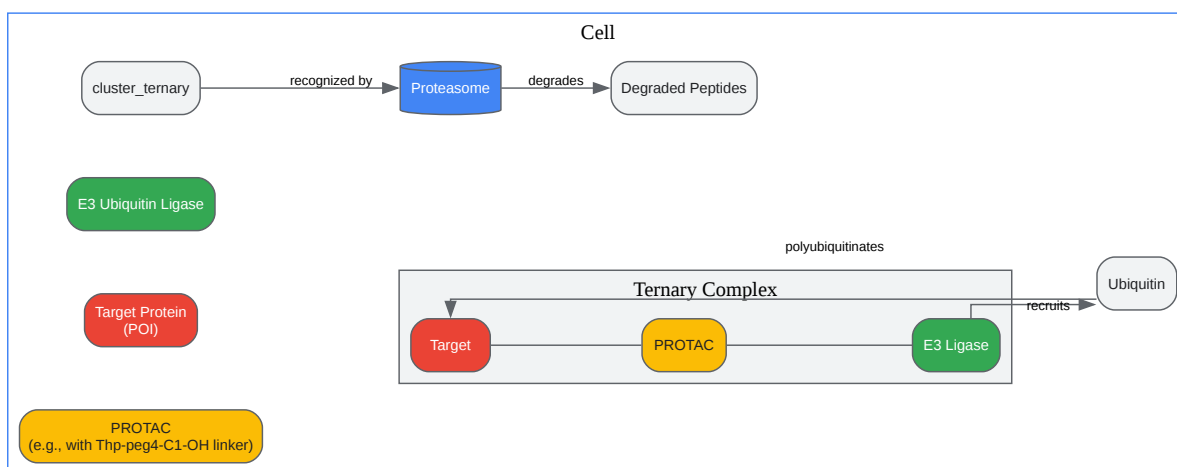 Cell
cluster_ternary
recognized by
Proteasome
degrades
Degraded Peptides
E3 Ubiquitin Ligase
polyubiquitinates
Ubiquitin
Ternary Complex
recruits
Target Protein
(POI)
Target
PROTAC
E3 Ligase
PROTAC
(e.g., with Thp-peg4-C1-OH linker)